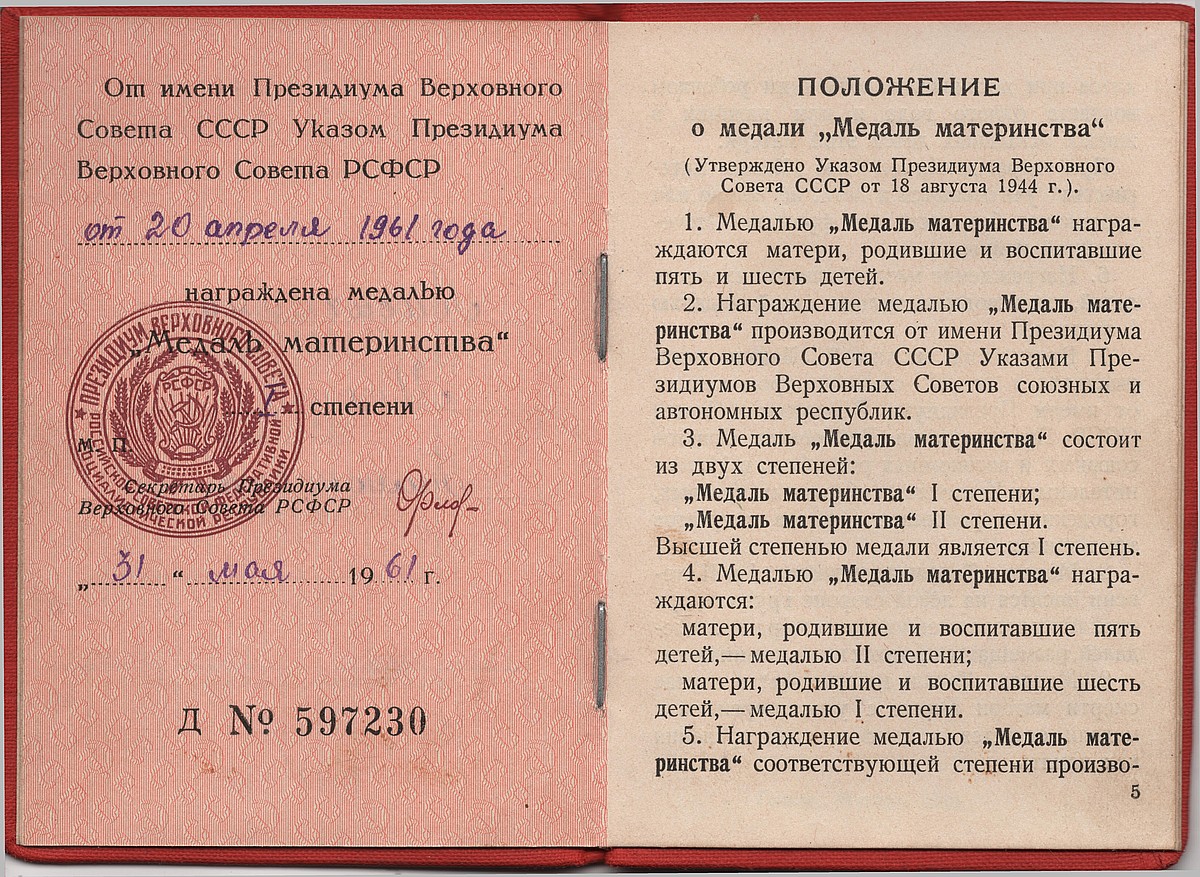 От имени Президиума Верховного
Совета СССР Указом Президиума
Верховного Совета РСФСР
от 20 апреля 1961 года
награждена медалью
„Медаль материнства“
I степени
М. П.
ПРЕЗИДИУМ ВЕРХОВНОГО СОВЕТА
РСФСР
Секретарь Президиума
Верховного Совета РСФСР
„31“ мая 1961 г.
Д № 597230
ПОЛОЖЕНИЕ
о медали „Медаль материнства“
(Утверждено Указом Президиума Верховного
Совета СССР от 18 августа 1944 г.).
1. Медалью „Медаль материнства“ награ-
ждаются матери, родившие и воспитавшие
пять и шесть детей.
2. Награждение медалью „Медаль мате-
ринства“ производится от имени Президиума
Верховного Совета СССР Указами Пре-
зидиумов Верховных Советов союзных и
автономных республик.
3. Медаль „Медаль материнства“ состоит
из двух степеней:
„Медаль материнства“ I степени;
„Медаль материнства“ II степени.
Высшей степенью медали является I степень.
4. Медалью „Медаль материнства“ награ-
ждаются:
матери, родившие и воспитавшие пять
детей,— медалью II степени;
матери, родившие и воспитавшие шесть
детей,— медалью I степени.
5. Награждение медалью „Медаль мате-
ринства“ соответствующей степени произво-
5